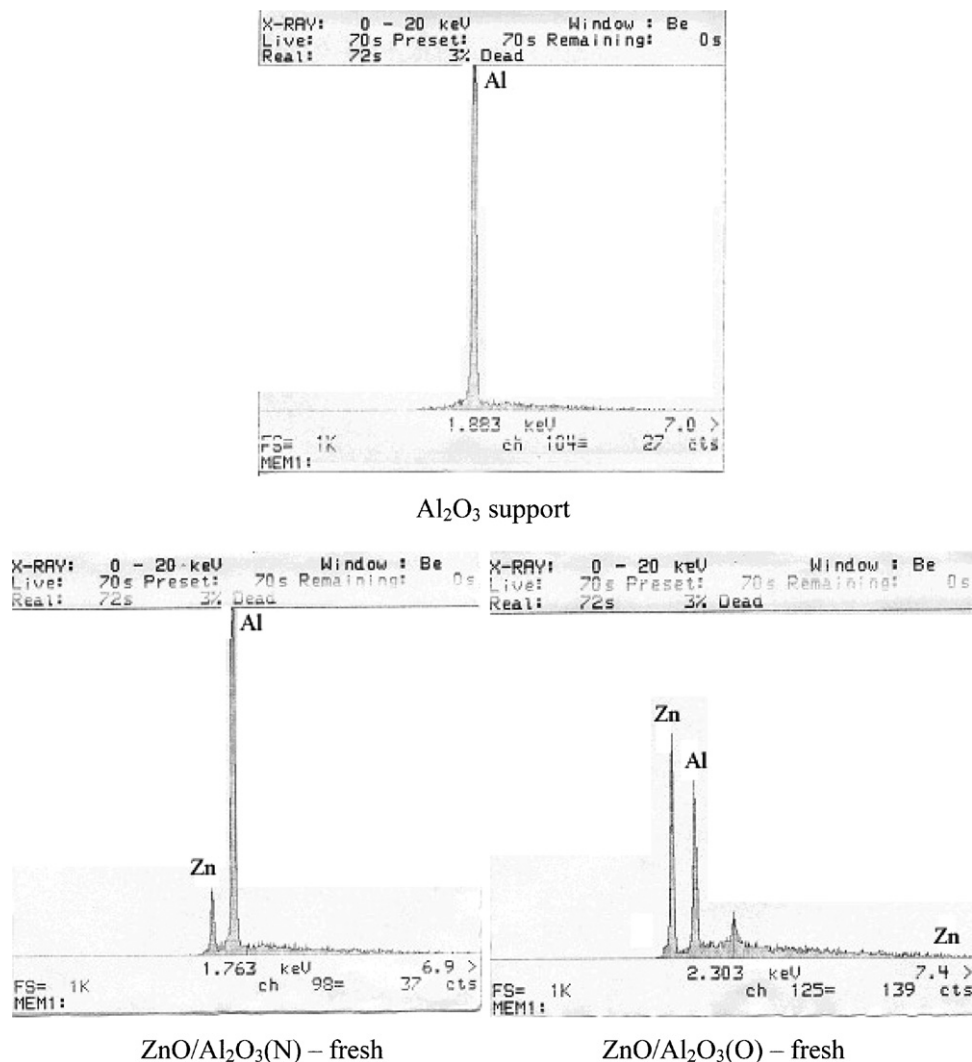 X-RAY: 0 - 20 keV Window : Be
Live: 70s Preset: 70s Remaining: 0s
Real: 72s 3% Dead
Al
1.883 keV 7.0 >
FS= 1K ch 104= 27 cts
MEM1:
Al₂O₃ support
X-RAY: 0 - 20 keV Window : Be
Live: 70s Preset: 70s Remaining: 0s
Real: 72s 3% Dead
Al
Zn
1.763 keV 6.9 >
FS= 1K ch 98= 37 cts
MEM1:
ZnO/Al₂O₃(N) – fresh
X-RAY: 0 - 20 keV Window : Be
Live: 70s Preset: 70s Remaining: 0s
Real: 72s 3% Dead
Zn
Al
Zn
2.303 keV 7.4 >
FS= 1K ch 125= 139 cts
MEM1:
ZnO/Al₂O₃(O) – fresh